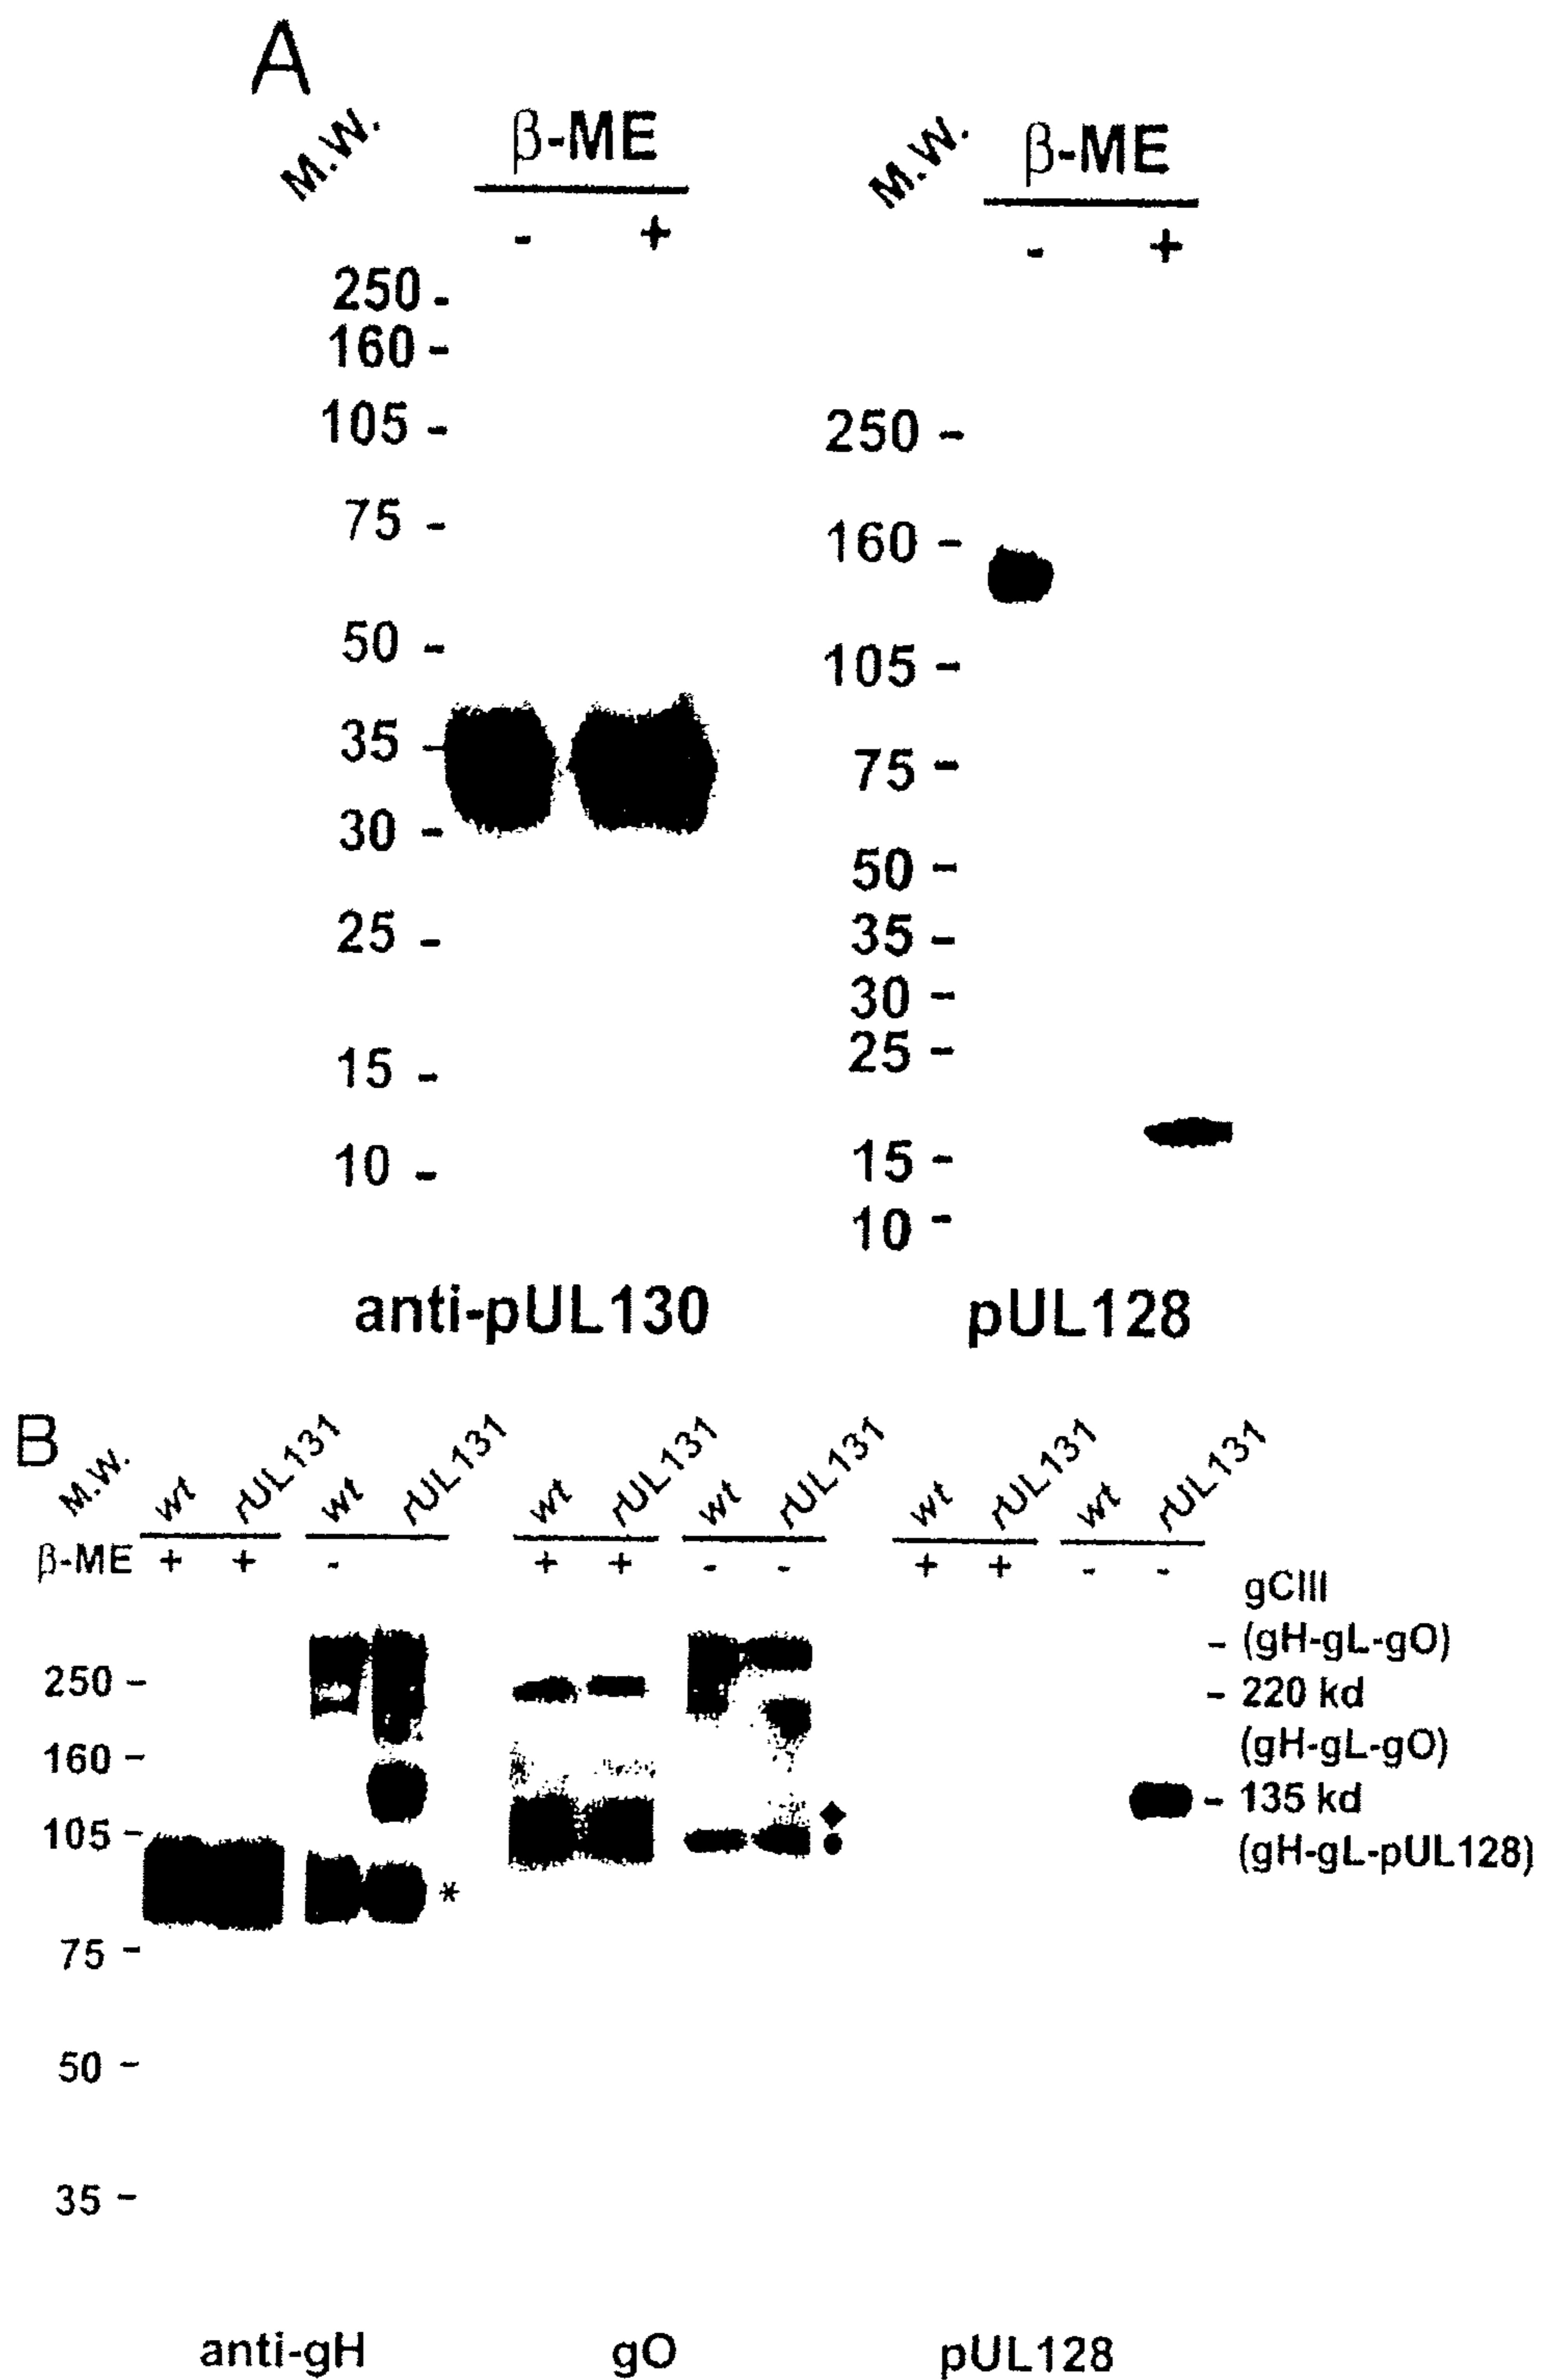 A
M.W.
β-ME
- +
250 -
160 -
105 -
75 -
50 -
35 -
30 -
25 -
15 -
10 -
anti-pUL130
M.W.
β-ME
- +
250 -
160 -
105 -
75 -
50 -
35 -
30 -
25 -
15 -
10 -
pUL128
B
M.W. wt rUL131 wt rUL131 wt rUL131 wt rUL131 wt rUL131 wt rUL131
β-ME + + - + + - - + + - -
250 -
160 -
105 -
75 -
50 -
35 -
*
gCIII
- (gH-gL-gO)
- 220 kd
(gH-gL-gO)
- 135 kd
(gH-gL-pUL128)
anti-gH gO pUL128